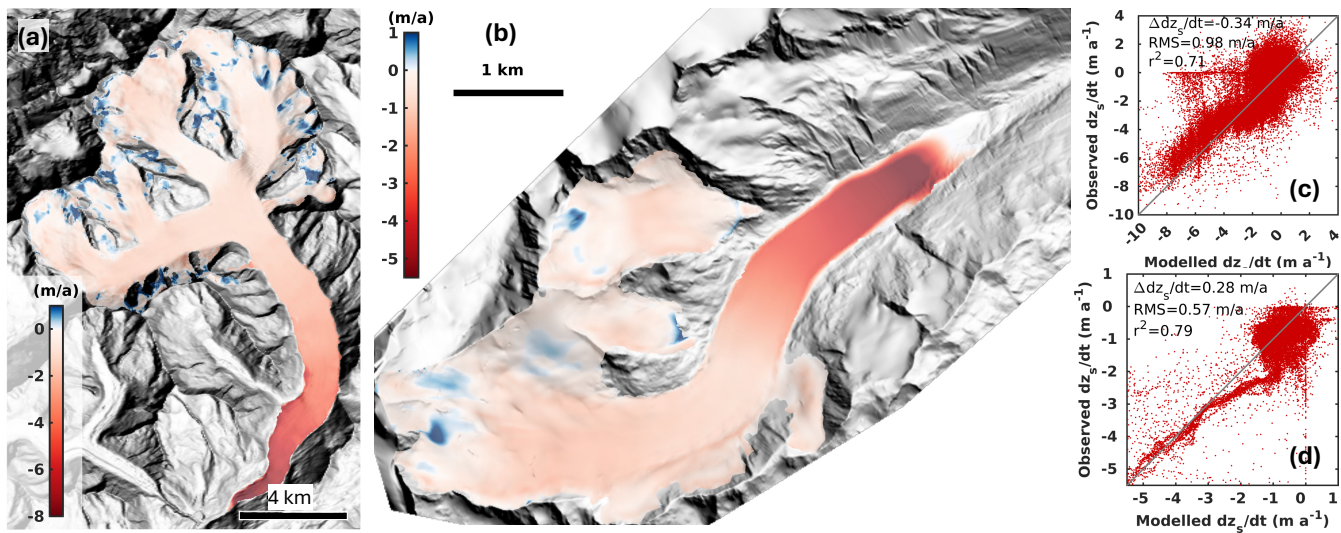 (a)
(m/a)
0
-2
-4
-6
-8
4 km
(m/a)
1
0
-1
-2
-3
-4
-5
(b)
1 km
Δdzs/dt=-0.34 m/a
RMS=0.98 m/a
r²=0.71
4
2
0
-2
-4
-6
-8
-10
Observed dzs/dt (m a⁻¹)
(c)
-10
-8
-6
-4
-2
0
2
4
Modelled dz_/dt (m a⁻¹)
Δdzs/dt=0.28 m/a
RMS=0.57 m/a
r²=0.79
1
0
-1
-2
-3
-4
-5
Observed dzs/dt (m a⁻¹)
(d)
-5
-4
-3
-2
-1
0
1
Modelled dzs/dt (m a⁻¹)